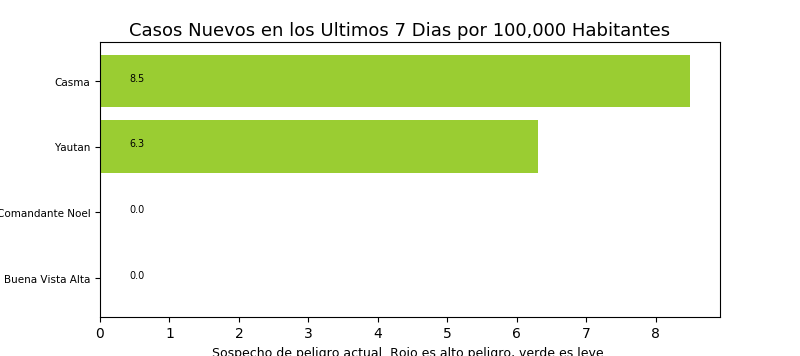 Casos Nuevos en los Ultimos 7 Dias por 100,000 Habitantes
Casma
8.5
Yautan
6.3
Comandante Noel
0.0
Buena Vista Alta
0.0
0 1 2 3 4 5 6 7 8
Sospecho de peligro actual. Rojo es alto peligro, verde es leve